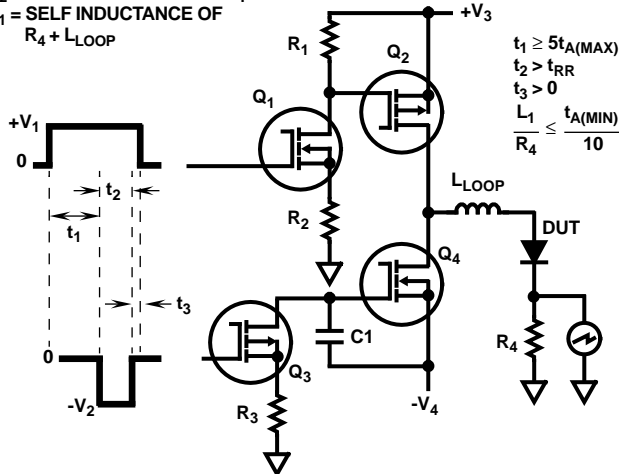 1 = SELF INDUCTANCE OF
R4 + LLOOP
+V3
R1
Q2
t1 ≥ 5tA(MAX)
t2 > tRR
t3 > 0
L1/R4 ≤ tA(MIN)/10
Q1
+V1
0
t2
t1
R2
LLOOP
DUT
Q4
t3
C1
R4
0
Q3
-V2
R3
-V4